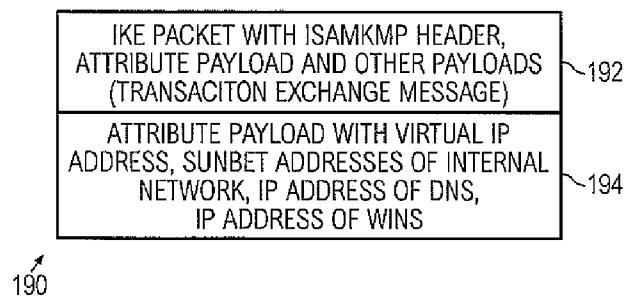 IKE PACKET WITH ISAMKMP HEADER,
ATTRIBUTE PAYLOAD AND OTHER PAYLOADS
(TRANSACITON EXCHANGE MESSAGE)
192
ATTRIBUTE PAYLOAD WITH VIRTUAL IP
ADDRESS, SUNBET ADDRESSES OF INTERNAL
NETWORK, IP ADDRESS OF DNS,
IP ADDRESS OF WINS
194
190